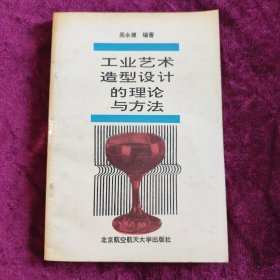 吴永健 编著
工业艺术
造型设计
的理论
与方法
北京航空航天大学出版社